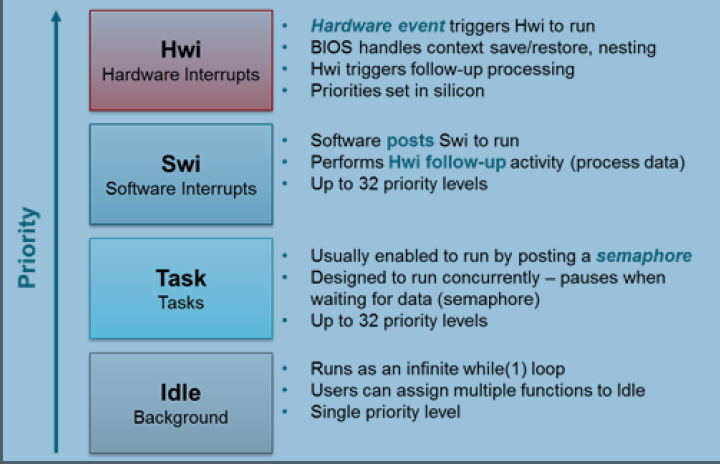 Priority
Hwi
Hardware Interrupts
• Hardware event triggers Hwi to run
• BIOS handles context save/restore, nesting
• Hwi triggers follow-up processing
• Priorities set in silicon
Swi
Software Interrupts
• Software posts Swi to run
• Performs Hwi follow-up activity (process data)
• Up to 32 priority levels
Task
Tasks
• Usually enabled to run by posting a semaphore
• Designed to run concurrently – pauses when
waiting for data (semaphore)
• Up to 32 priority levels
Idle
Background
• Runs as an infinite while(1) loop
• Users can assign multiple functions to Idle
• Single priority level